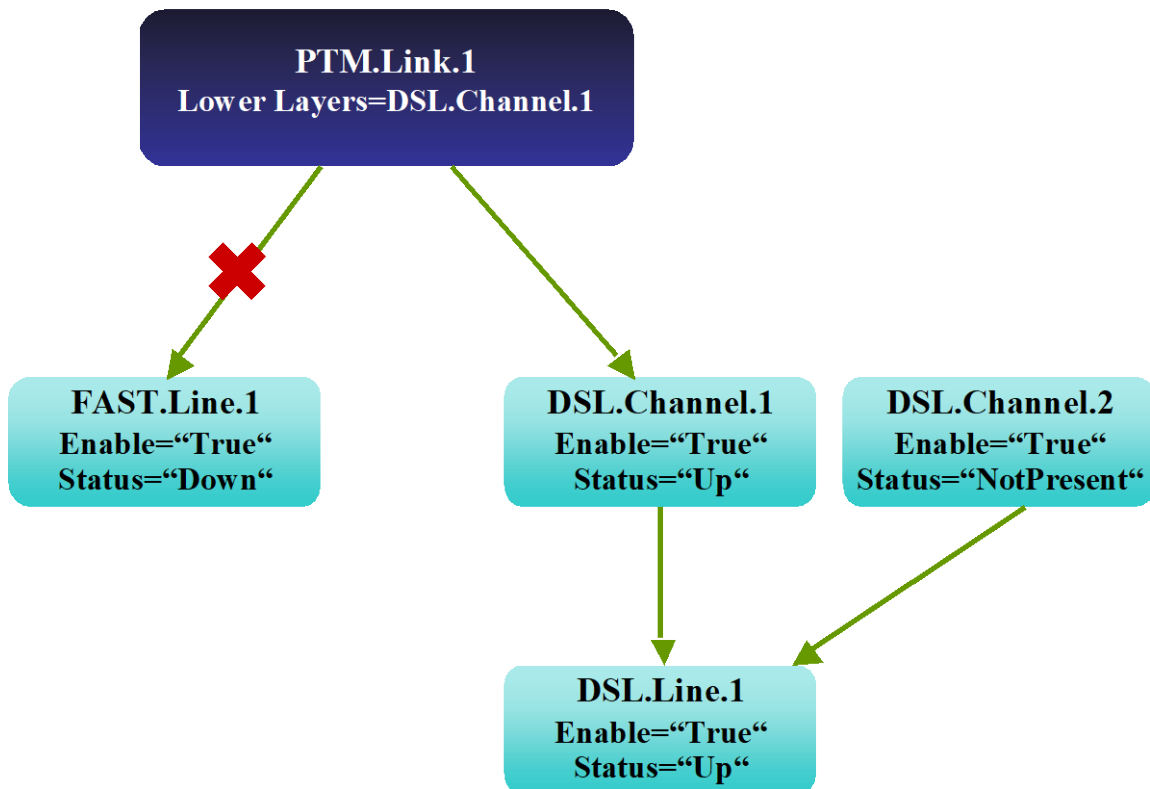 PTM.Link.1
Lower Layers=DSL.Channel.1
FAST.Line.1
Enable=“True“
Status=“Down“
DSL.Channel.1
Enable=“True“
Status=“Up“
DSL.Channel.2
Enable=“True“
Status=“NotPresent“
DSL.Line.1
Enable=“True“
Status=“Up“